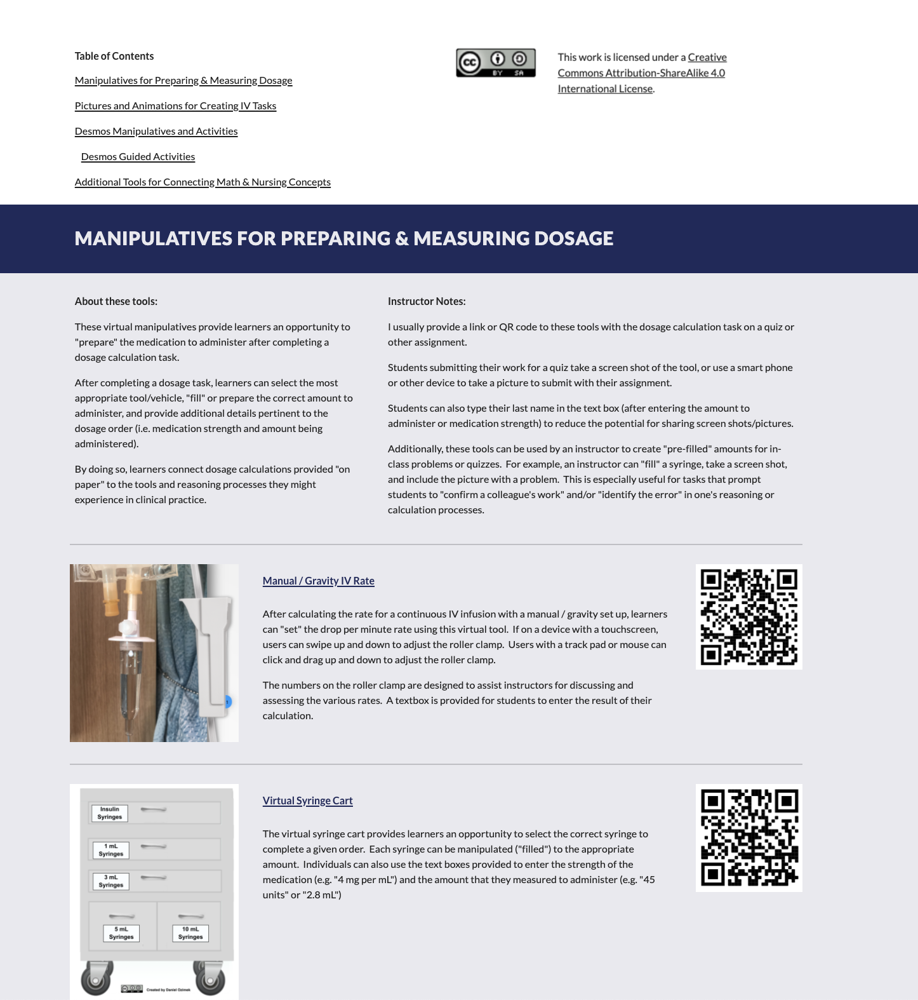 Table of Contents
Manipulatives for Preparing & Measuring Dosage
Pictures and Animations for Creating IV Tasks
Desmos Manipulatives and Activities
Desmos Guided Activities
Additional Tools for Connecting Math & Nursing Concepts
CC BY SA
This work is licensed under a Creative
Commons Attribution-ShareAlike 4.0
International License.
MANIPULATIVES FOR PREPARING & MEASURING DOSAGE
About these tools:
These virtual manipulatives provide learners an opportunity to
"prepare" the medication to administer after completing a
dosage calculation task.
After completing a dosage task, learners can select the most
appropriate tool/vehicle, "fill" or prepare the correct amount to
administer, and provide additional details pertinent to the
dosage order (i.e. medication strength and amount being
administered).
By doing so, learners connect dosage calculations provided "on
paper" to the tools and reasoning processes they might
experience in clinical practice.
Instructor Notes:
I usually provide a link or QR code to these tools with the dosage calculation task on a quiz or
other assignment.
Students submitting their work for a quiz take a screen shot of the tool, or use a smart phone
or other device to take a picture to submit with their assignment.
Students can also type their last name in the text box (after entering the amount to
administer or medication strength) to reduce the potential for sharing screen shots/pictures.
Additionally, these tools can be used by an instructor to create "pre-filled" amounts for in-
class problems or quizzes.  For example, an instructor can "fill" a syringe, take a screen shot,
and include the picture with a problem.  This is especially useful for tasks that prompt
students to "confirm a colleague's work" and/or "identify the error" in one's reasoning or
calculation processes.
Manual / Gravity IV Rate
After calculating the rate for a continuous IV infusion with a manual / gravity set up, learners
can "set" the drop per minute rate using this virtual tool.  If on a device with a touchscreen,
users can swipe up and down to adjust the roller clamp.  Users with a track pad or mouse can
click and drag up and down to adjust the roller clamp.
The numbers on the roller clamp are designed to assist instructors for discussing and
assessing the various rates.  A textbox is provided for students to enter the result of their
calculation.
Insulin
Syringes
1 mL
Syringes
3 mL
Syringes
5 mL
Syringes
10 mL
Syringes
Created by Daniel Ozimek
Virtual Syringe Cart
The virtual syringe cart provides learners an opportunity to select the correct syringe to
complete a given order.  Each syringe can be manipulated ("filled") to the appropriate
amount.  Individuals can also use the text boxes provided to enter the strength of the
medication (e.g. "4 mg per mL") and the amount that they measured to administer (e.g. "45
units" or "2.8 mL")